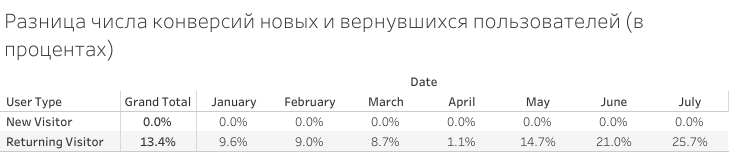 Разница числа конверсий новых и вернувшихся пользователей (в
процентах)
Date
User Type Grand Total January February March April May June July
New Visitor 0.0% 0.0% 0.0% 0.0% 0.0% 0.0% 0.0% 0.0%
Returning Visitor 13.4% 9.6% 9.0% 8.7% 1.1% 14.7% 21.0% 25.7%